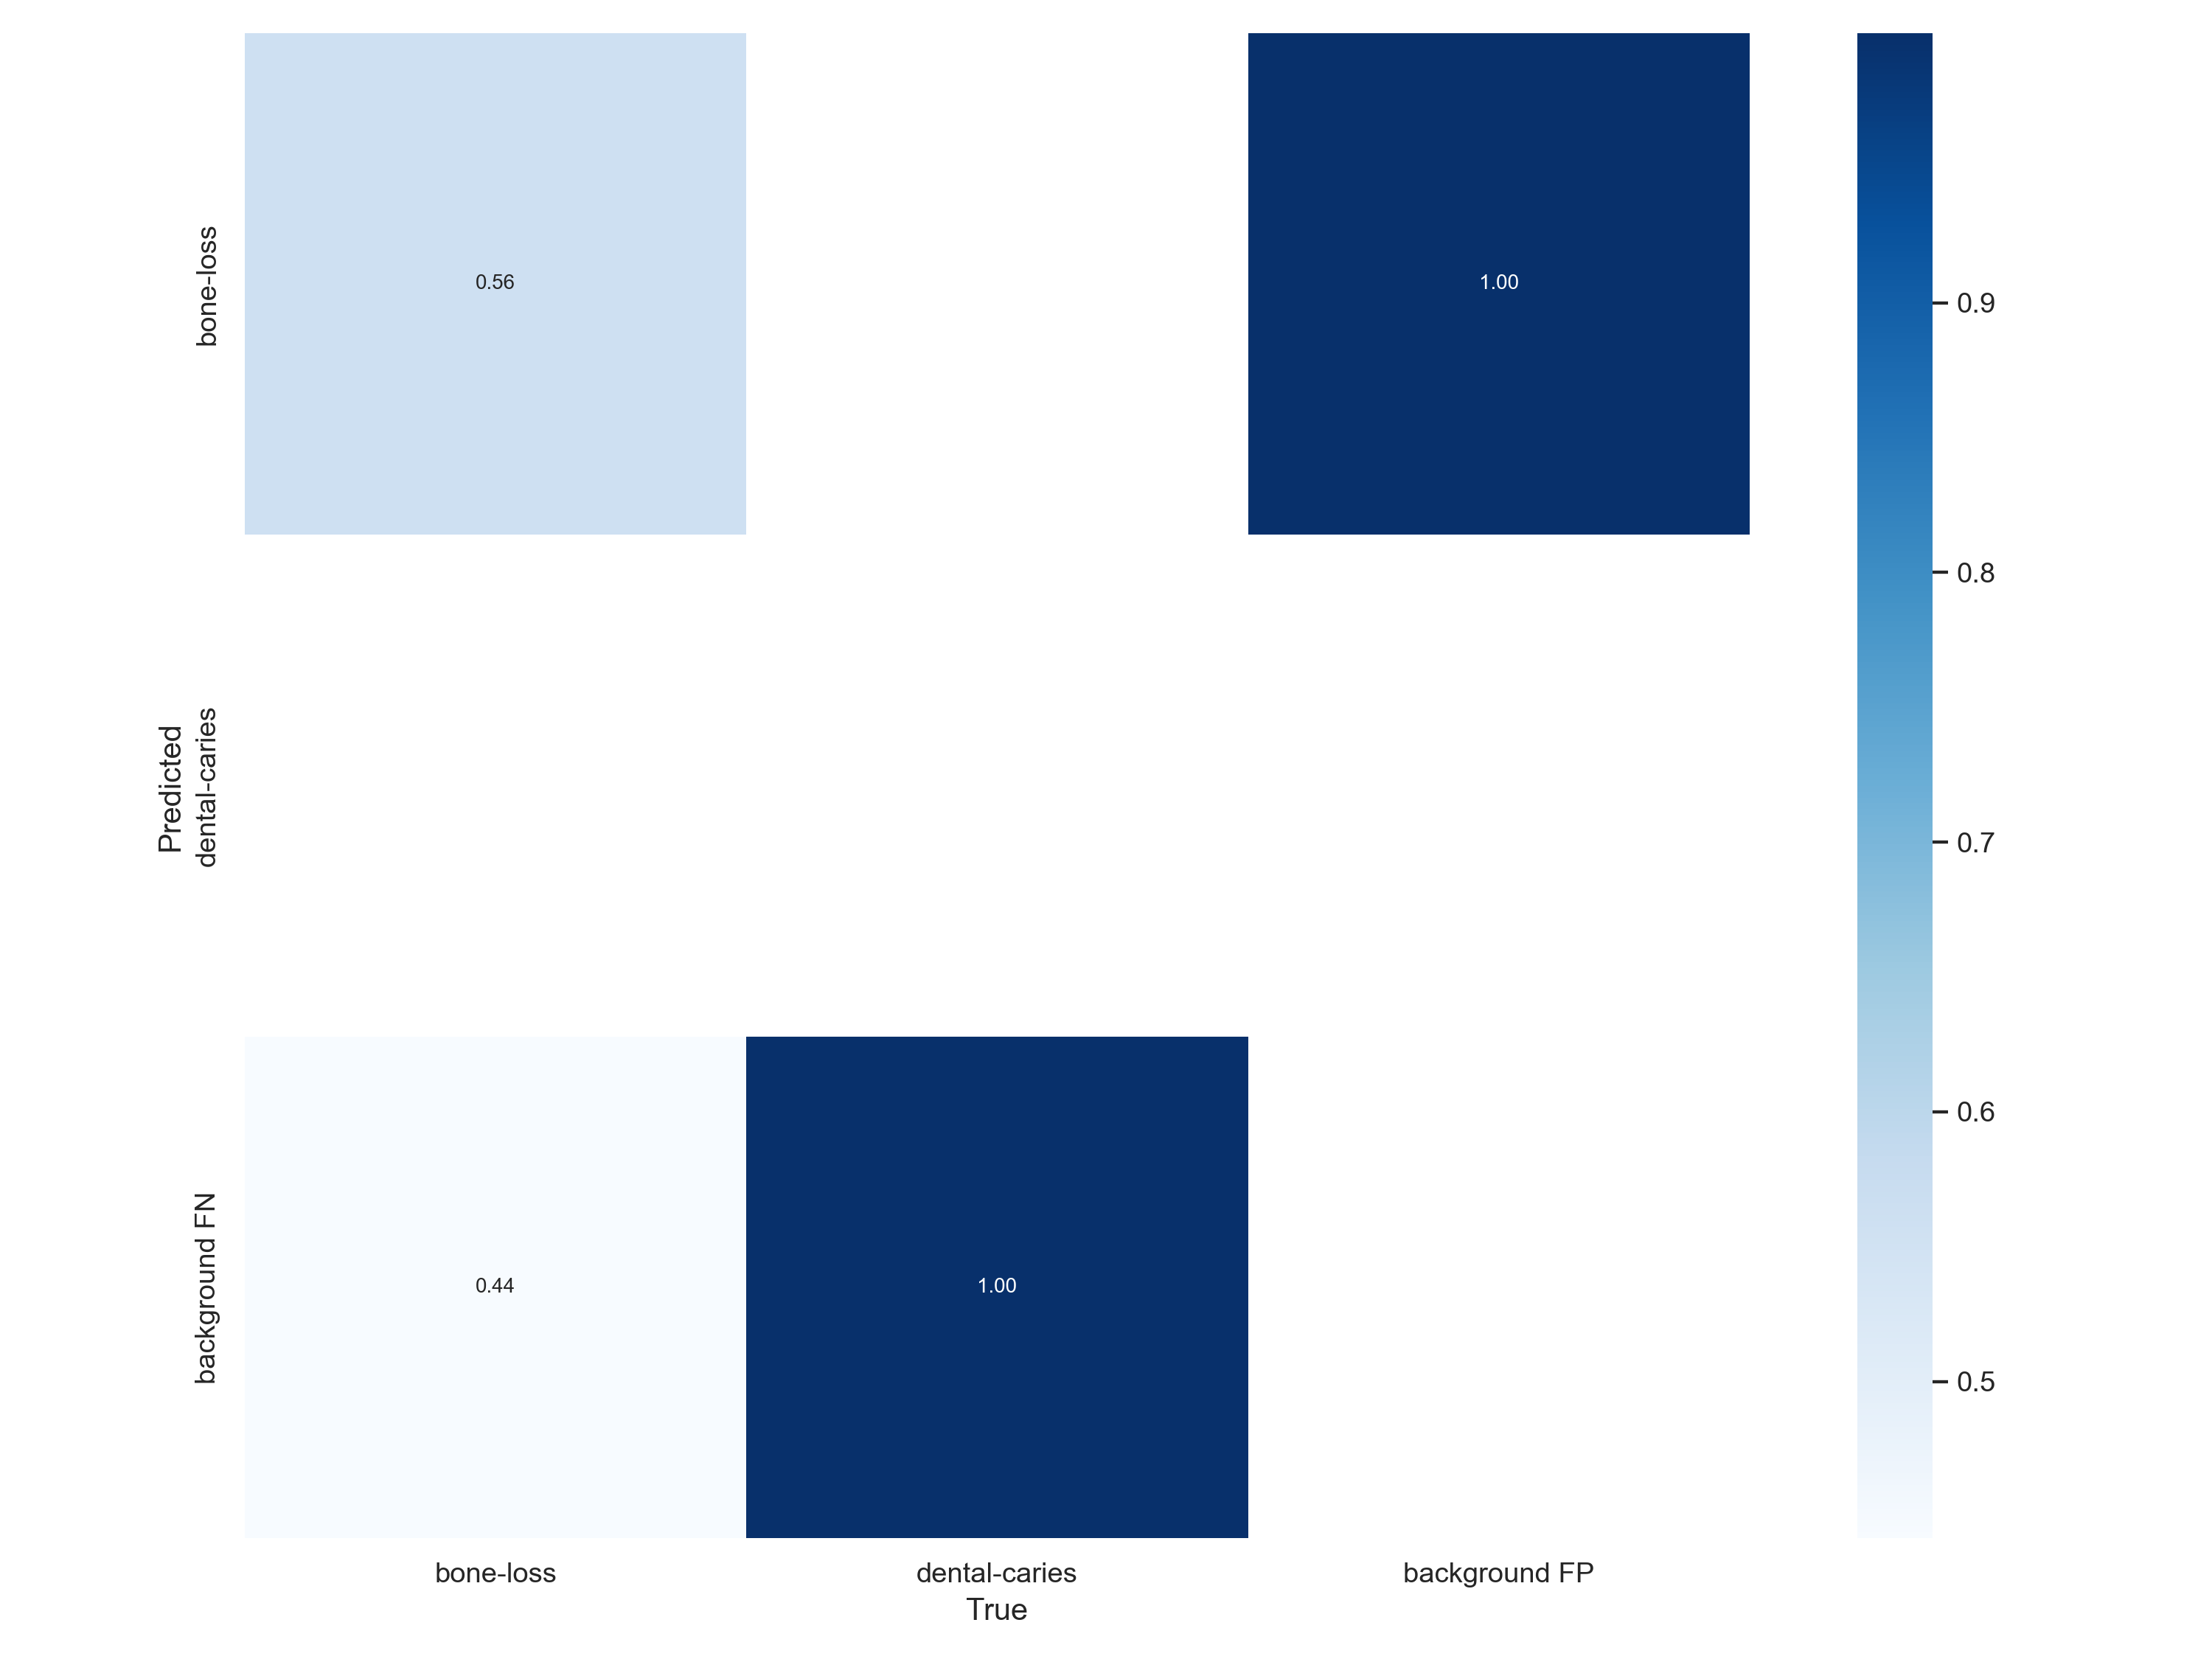 bone-loss
0.56
1.00
Predicted
dental-caries
background FN
0.44
1.00
bone-loss
dental-caries
background FP
True
0.9
0.8
0.7
0.6
0.5